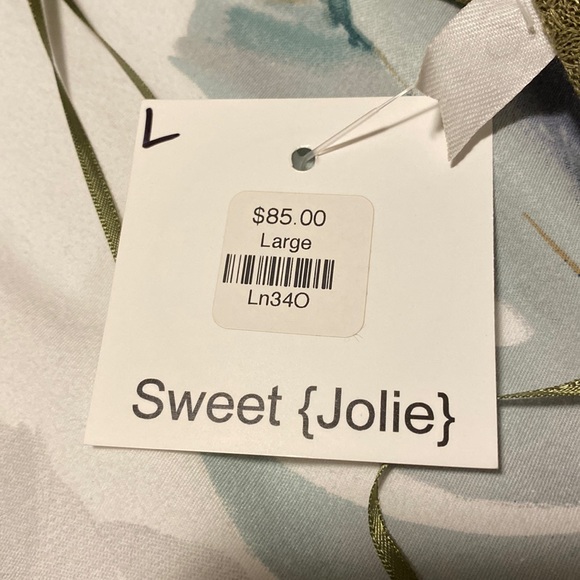 L
$85.00
Large
Ln34O
Sweet {Jolie}